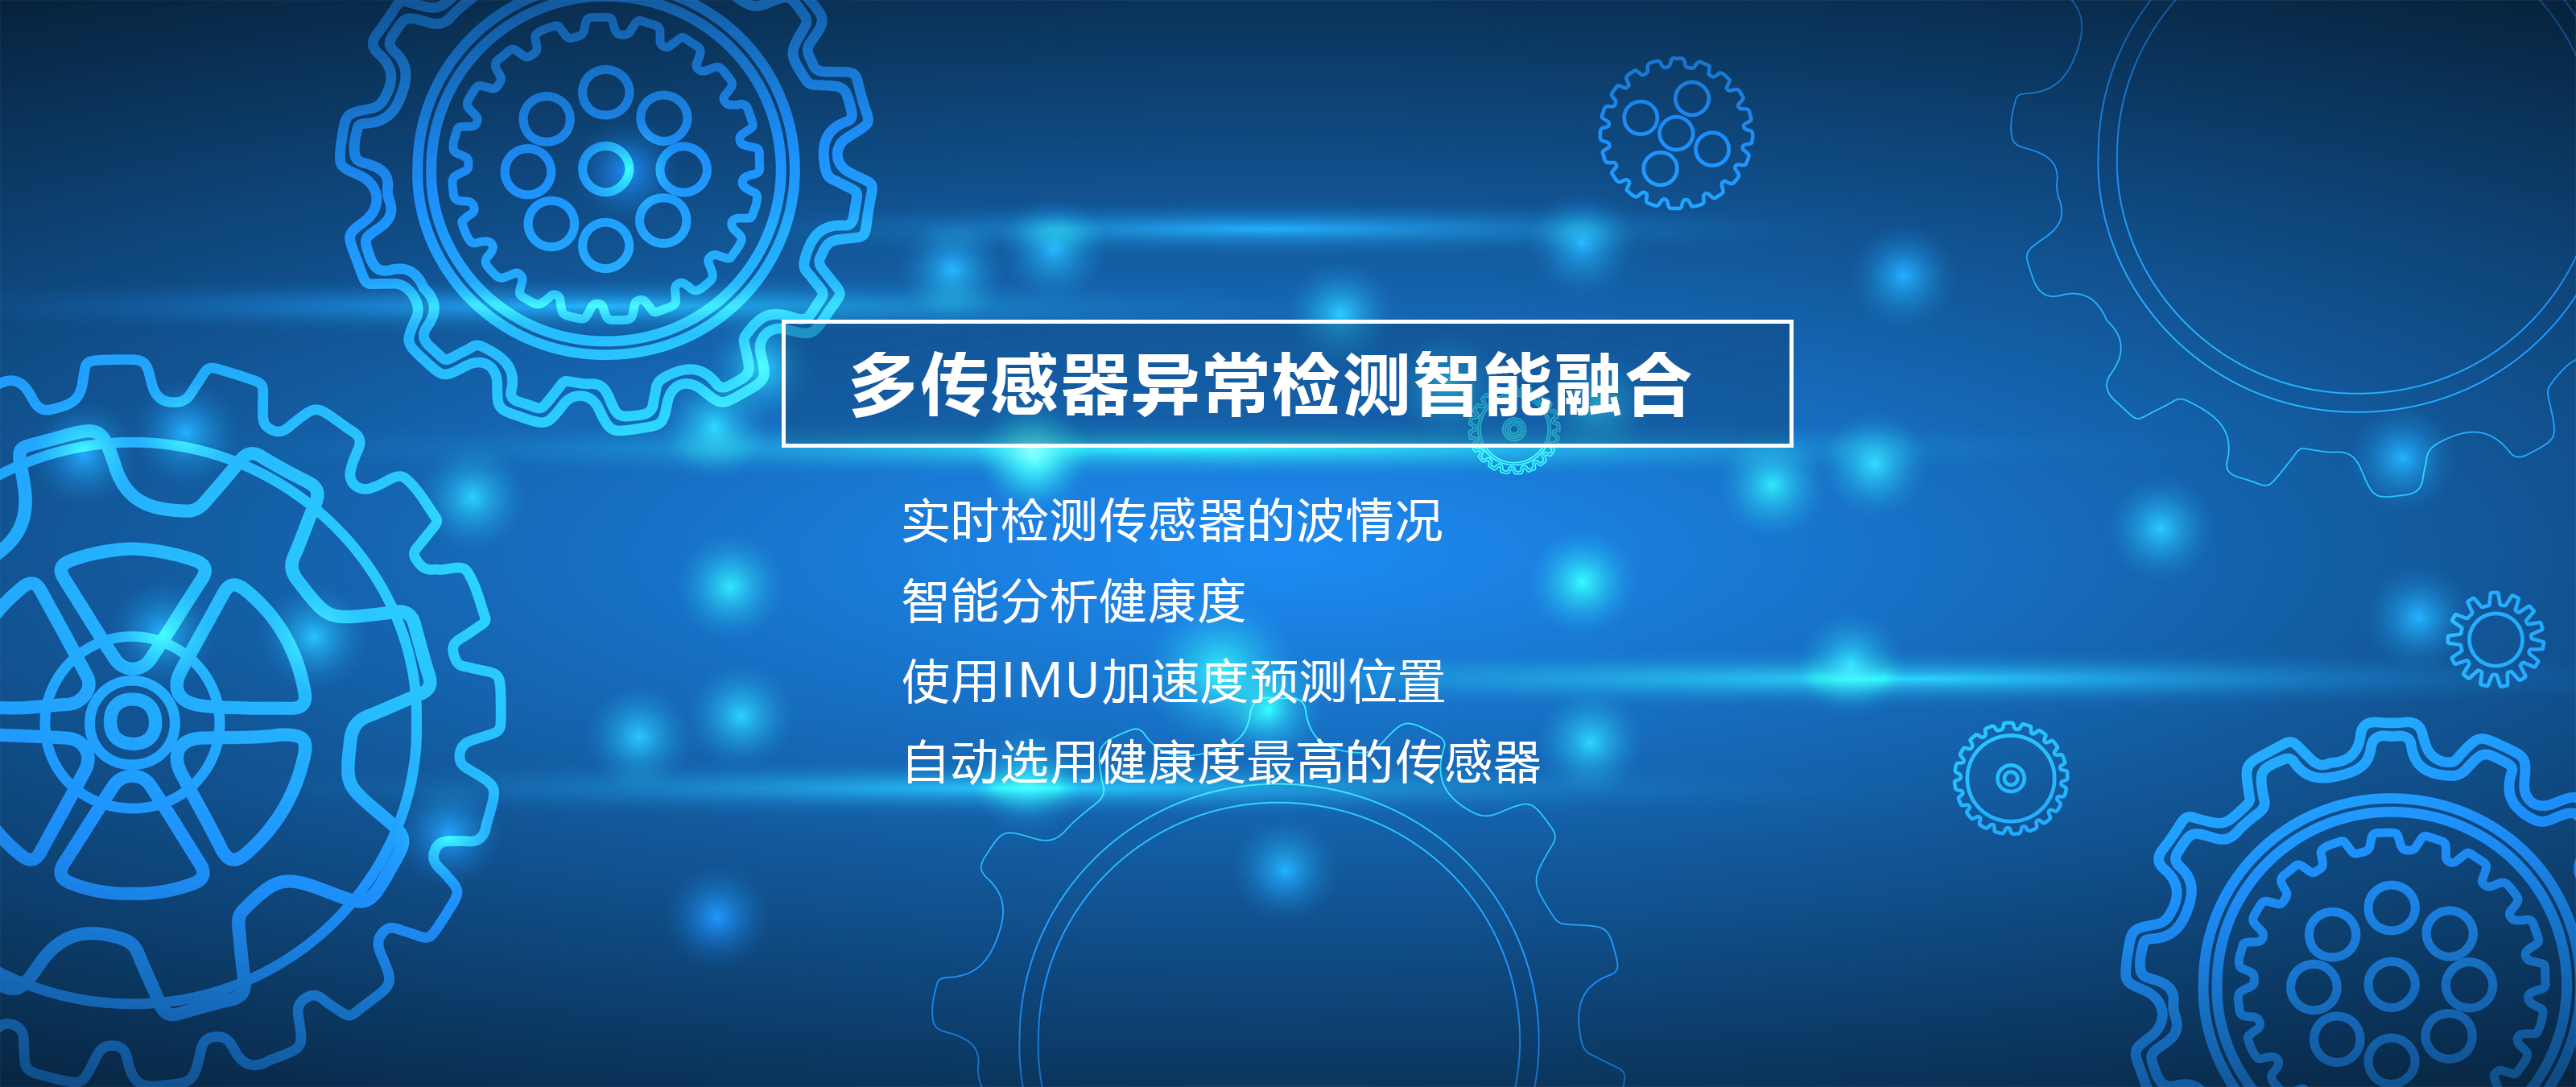 多传感器异常检测智能融合
实时检测传感器的波情况
智能分析健康度
使用IMU加速度预测位置
自动选用健康度最高的传感器